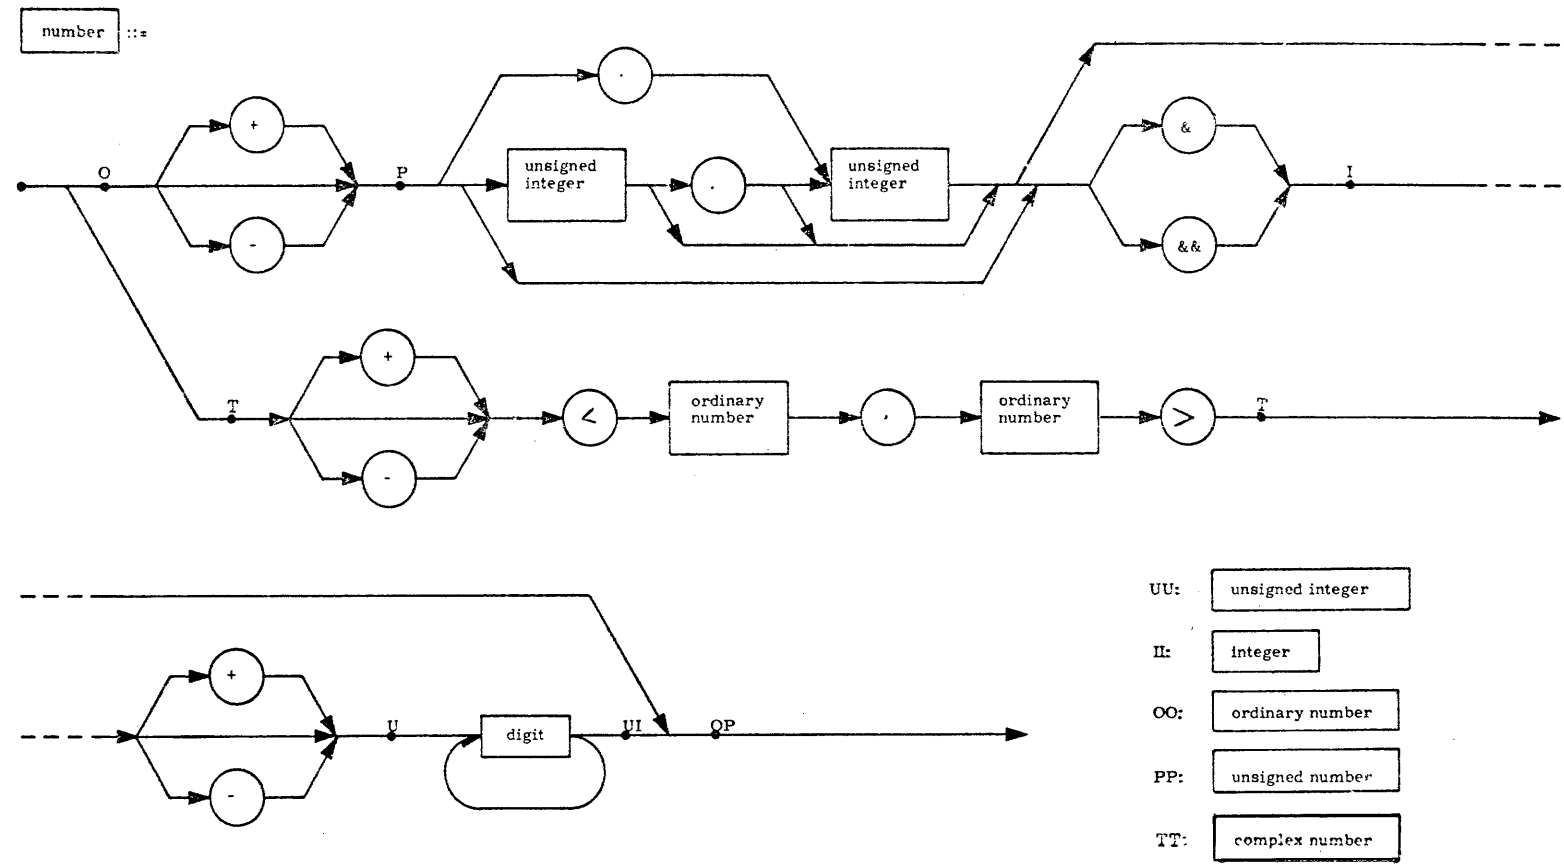 number ::=
.
+
&
O
P
unsigned
integer
.
unsigned
integer
I
-
&&
+
T
<
ordinary
number
,
ordinary
number
>
T
-
UU: unsigned integer
+
II: integer
U
digit
UI
OP
OO: ordinary number
-
PP: unsigned number
TT: complex number